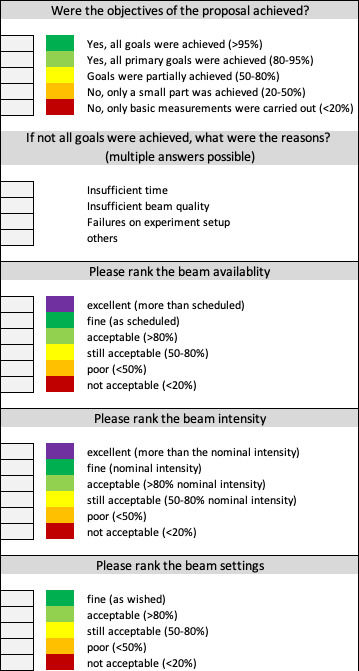 Were the objectives of the proposal achieved?
Yes, all goals were achieved (>95%)
Yes, all primary goals were achieved (80-95%)
Goals were partially achieved (50-80%)
No, only a small part was achieved (20-50%)
No, only basic measurements were carried out (<20%)
If not all goals were achieved, what were the reasons?
(multiple answers possible)
Insufficient time
Insufficient beam quality
Failures on experiment setup
others
Please rank the beam availablity
excellent (more than scheduled)
fine (as scheduled)
acceptable (>80%)
still acceptable (50-80%)
poor (<50%)
not acceptable (<20%)
Please rank the beam intensity
excellent (more than the nominal intensity)
fine (nominal intensity)
acceptable (>80% nominal intensity)
still acceptable (50-80% nominal intensity)
poor (<50%)
not acceptable (<20%)
Please rank the beam settings
fine (as wished)
acceptable (>80%)
still acceptable (50-80%)
poor (<50%)
not acceptable (<20%)